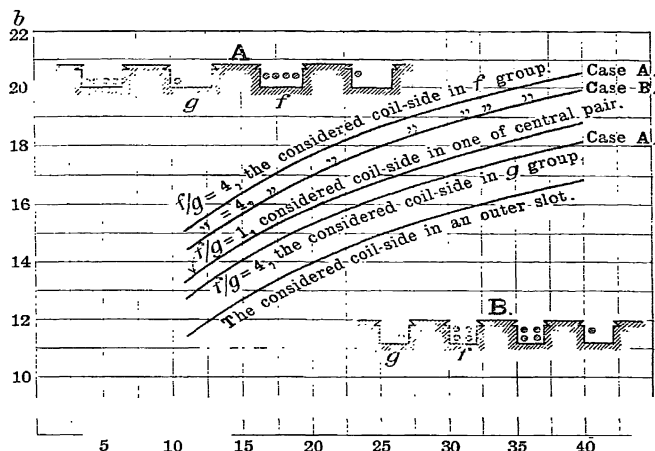 b
22
20
18
16
14
12
10
5
10
15
20
25
30
35
40
A
g
f
B.
g
f
f/g = 4, the considered coil-side in f group.
Case A.
„ = 4, „ „ „ „ „ „
Case B.
f/g = 1, considered coil-side in one of central pair.
f/g = 4, the considered coil-side in g group.
Case A.
The considered coil-side in an outer slot.